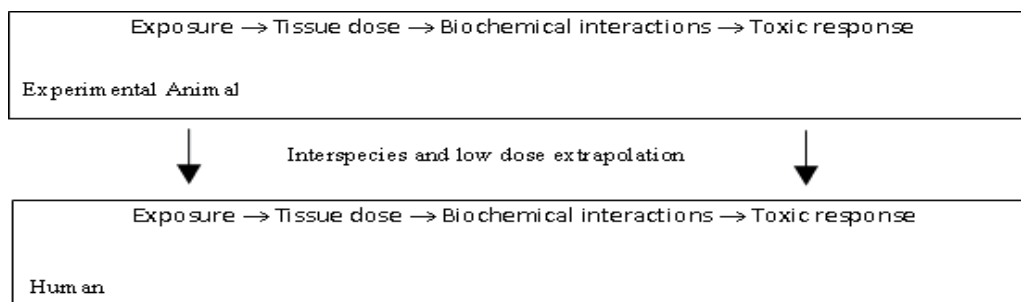 Exposure → Tissue dose → Biochemical interactions → Toxic response
Experimental Animal
Interspecies and low dose extrapolation
Exposure → Tissue dose → Biochemical interactions → Toxic response
Human